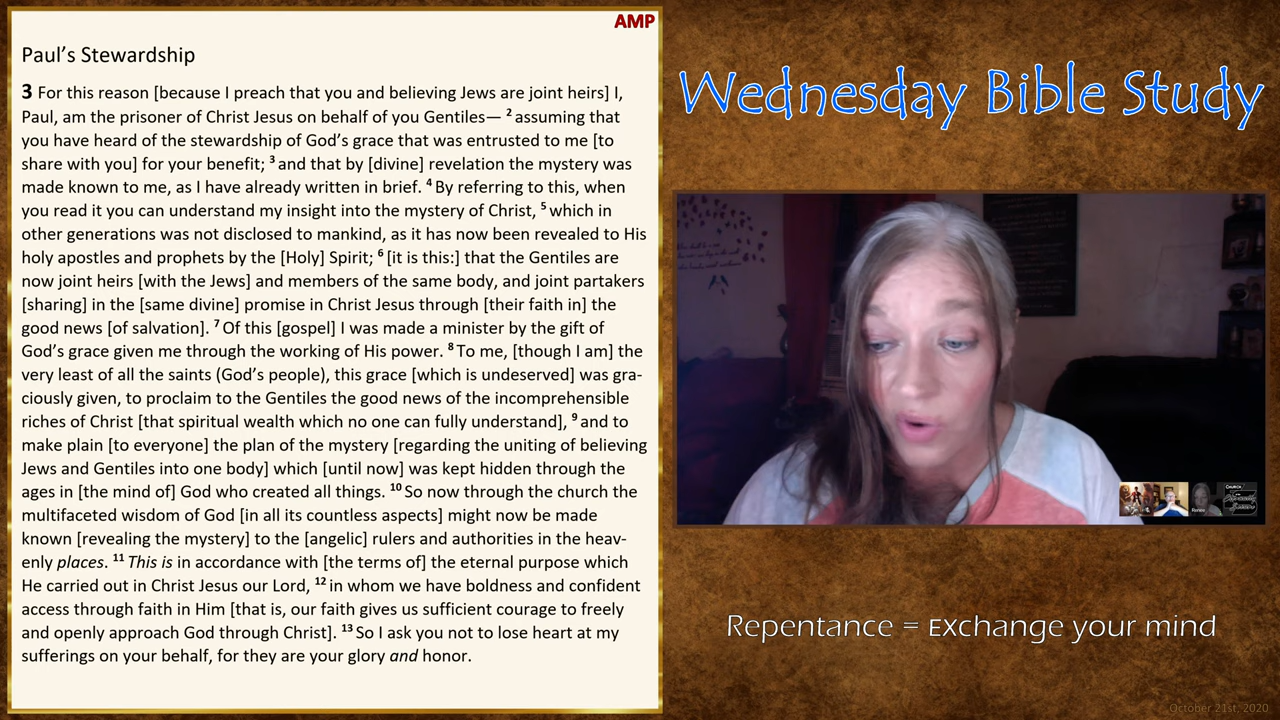 AMP
Paul’s Stewardship
3 For this reason [because I preach that you and believing Jews are joint heirs] I,
Paul, am the prisoner of Christ Jesus on behalf of you Gentiles— 2 assuming that
you have heard of the stewardship of God’s grace that was entrusted to me [to
share with you] for your benefit; 3 and that by [divine] revelation the mystery was
made known to me, as I have already written in brief. 4 By referring to this, when
you read it you can understand my insight into the mystery of Christ, 5 which in
other generations was not disclosed to mankind, as it has now been revealed to His
holy apostles and prophets by the [Holy] Spirit; 6 [it is this:] that the Gentiles are
now joint heirs [with the Jews] and members of the same body, and joint partakers
[sharing] in the [same divine] promise in Christ Jesus through [their faith in] the
good news [of salvation]. 7 Of this [gospel] I was made a minister by the gift of
God’s grace given me through the working of His power. 8 To me, [though I am] the
very least of all the saints (God’s people), this grace [which is undeserved] was gra-
ciously given, to proclaim to the Gentiles the good news of the incomprehensible
riches of Christ [that spiritual wealth which no one can fully understand], 9 and to
make plain [to everyone] the plan of the mystery [regarding the uniting of believing
Jews and Gentiles into one body] which [until now] was kept hidden through the
ages in [the mind of] God who created all things. 10 So now through the church the
multifaceted wisdom of God [in all its countless aspects] might now be made
known [revealing the mystery] to the [angelic] rulers and authorities in the heav-
enly places. 11 This is in accordance with [the terms of] the eternal purpose which
He carried out in Christ Jesus our Lord, 12 in whom we have boldness and confident
access through faith in Him [that is, our faith gives us sufficient courage to freely
and openly approach God through Christ]. 13 So I ask you not to lose heart at my
sufferings on your behalf, for they are your glory and honor.
Wednesday Bible Study
Renee
CHURCH
Repentance = EXchange your mind
October 21st, 2020